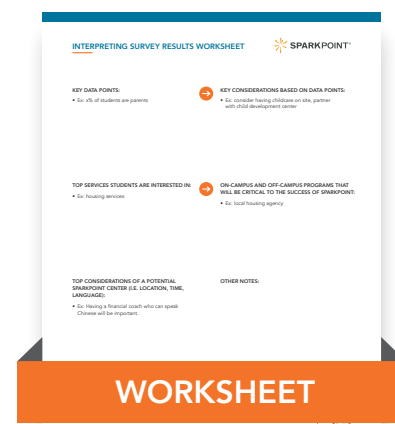 INTERPRETING SURVEY RESULTS WORKSHEET
SPARKPOINT
KEY DATA POINTS:
• Ex: x% of students are parents
KEY CONSIDERATIONS BASED ON DATA POINTS:
• Ex: consider having childcare on site, partner
with child development center
TOP SERVICES STUDENTS ARE INTERESTED IN:
• Ex: housing services
ON-CAMPUS AND OFF-CAMPUS PROGRAMS THAT
WILL BE CRITICAL TO THE SUCCESS OF SPARKPOINT:
• Ex: local housing agency
TOP CONSIDERATIONS OF A POTENTIAL
SPARKPOINT CENTER (I.E. LOCATION, TIME,
LANGUAGE):
• Ex: Having a financial coach who can speak
Chinese will be important.
OTHER NOTES:
WORKSHEET